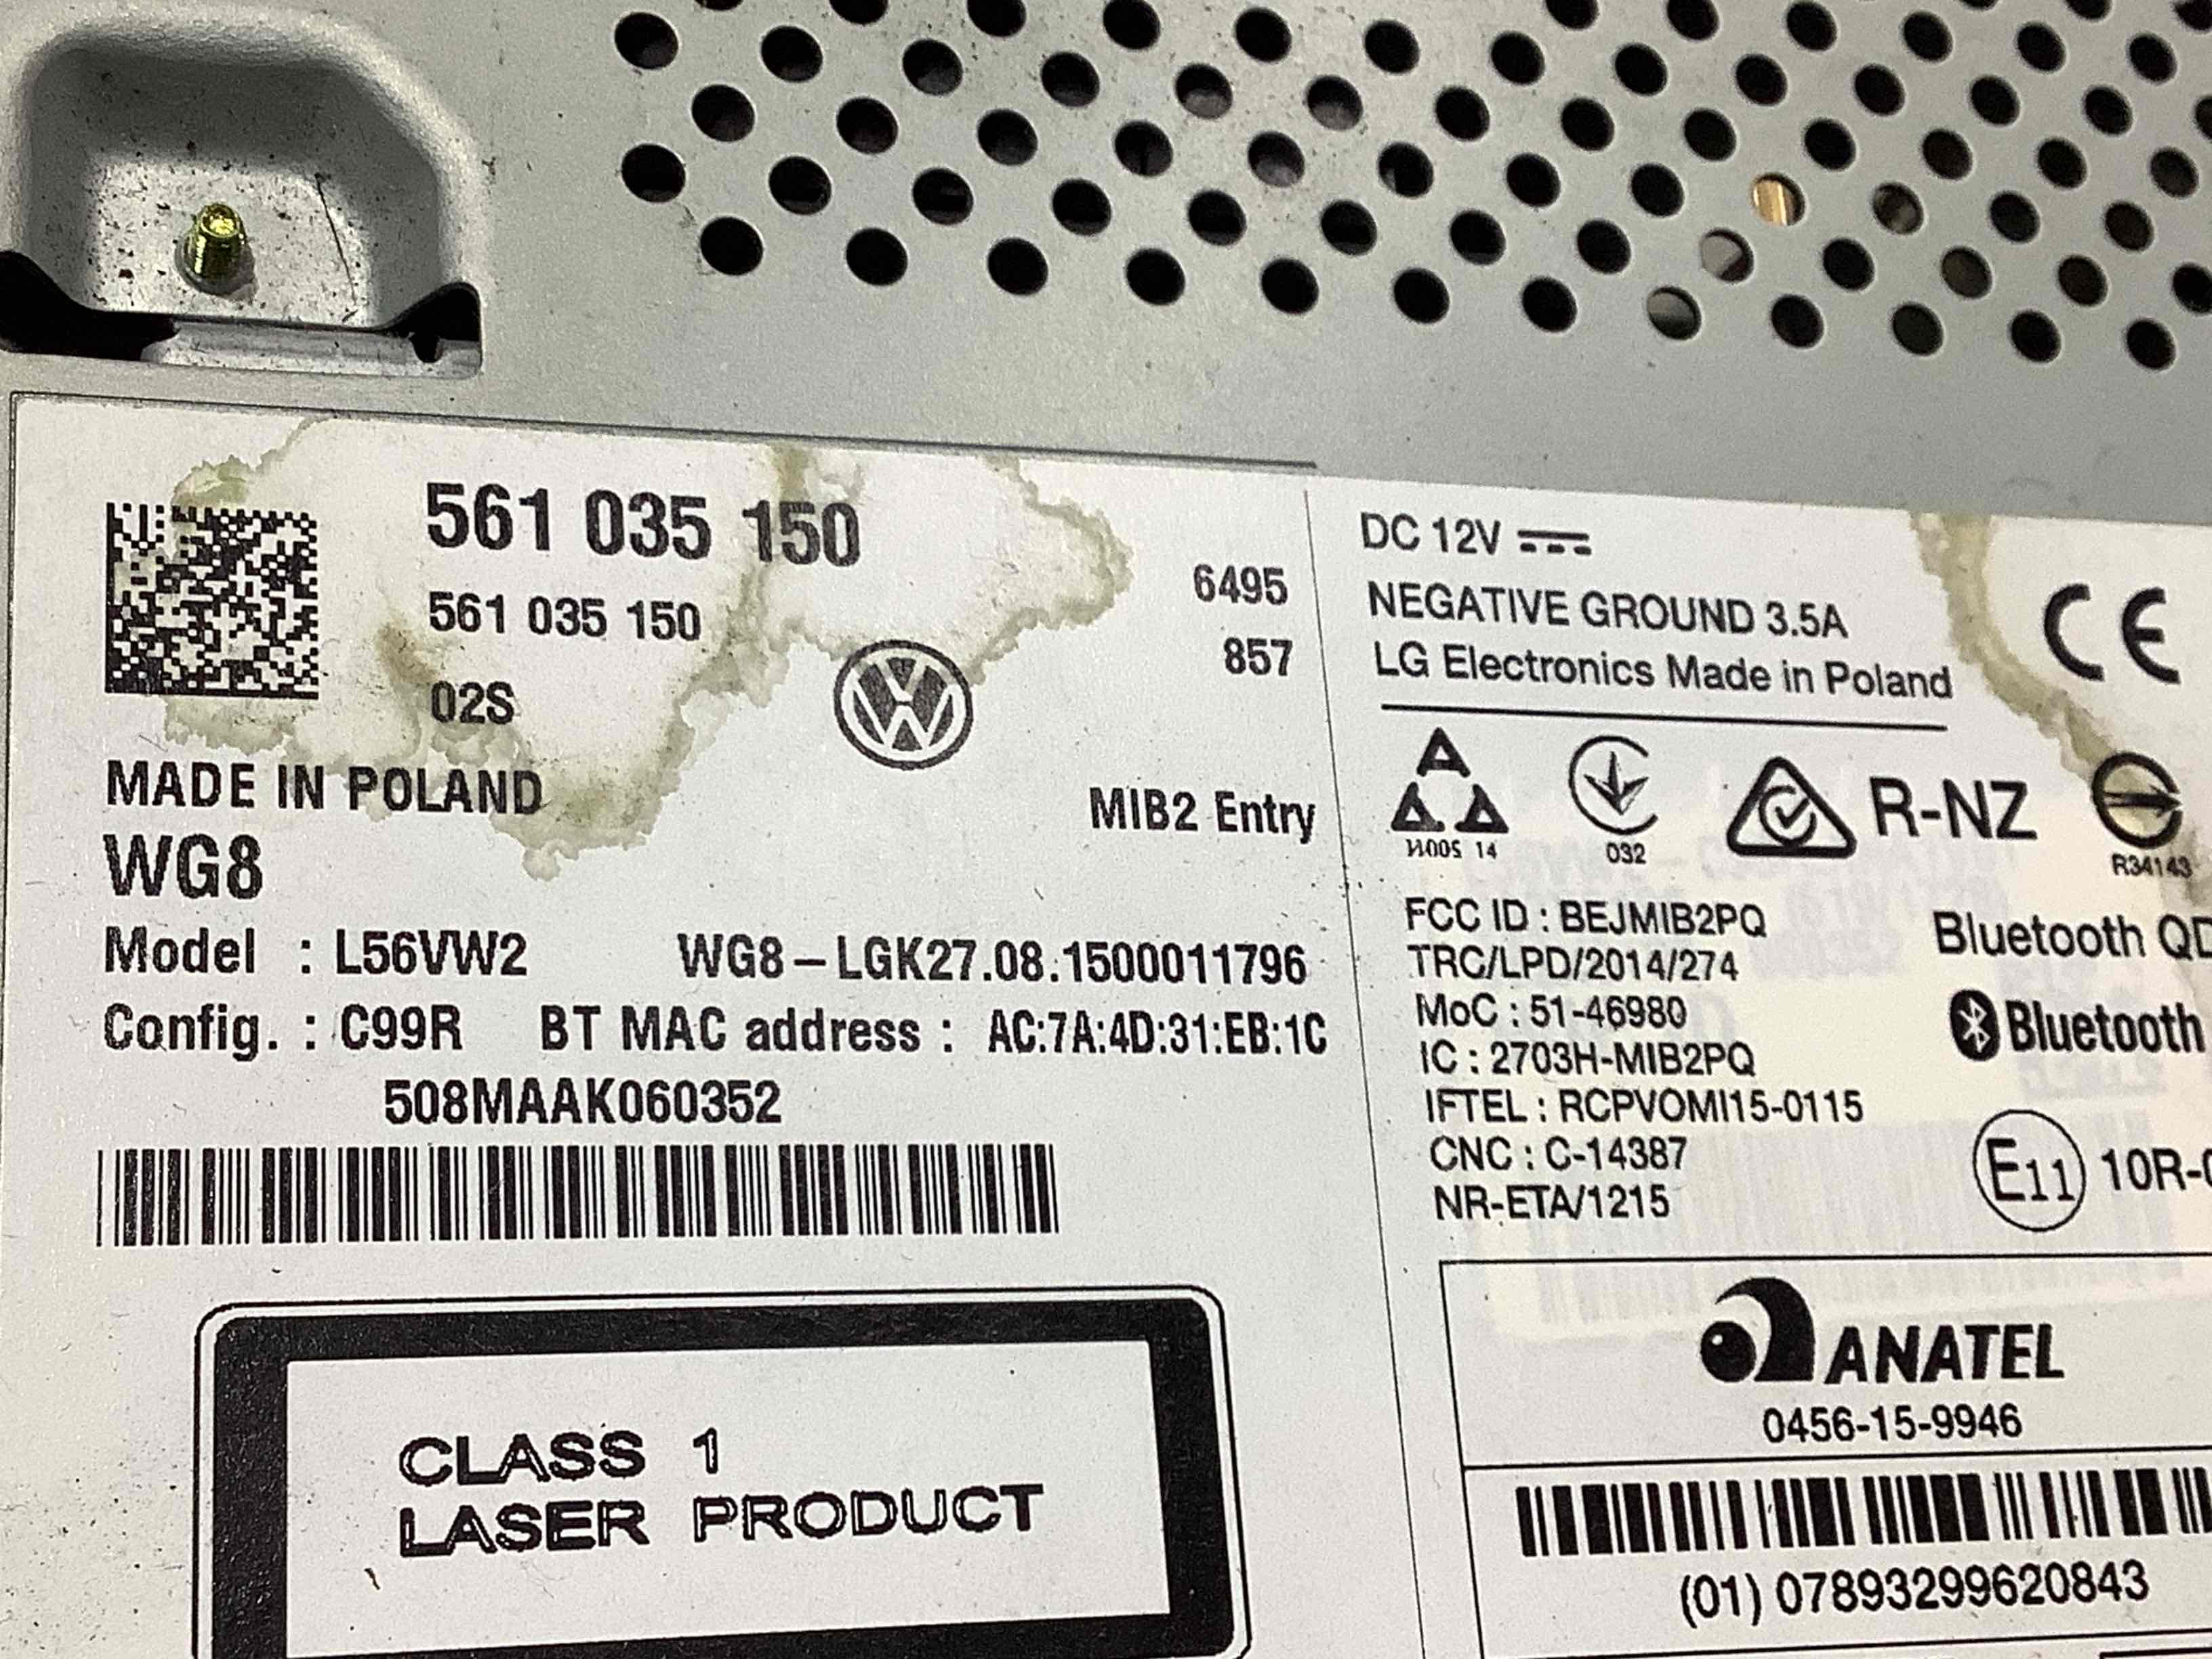 561 035 150
561 035 150
02S
6495
857
MADE IN POLAND
MIB2 Entry
WG8
Model : L56VW2 WG8-LGK27.08.1500011796
Config. : C99R BT MAC address : AC:7A:4D:31:EB:1C
508MAAK060352
CLASS 1
LASER PRODUCT
DC 12V
NEGATIVE GROUND 3.5A
LG Electronics Made in Poland
CE
032
R-NZ
R34143
FCC ID : BEJMIB2PQ
TRC/LPD/2014/274
MoC : 51-46980
IC : 2703H-MIB2PQ
IFTEL : RCPVOMI15-0115
CNC : C-14387
NR-ETA/1215
Bluetooth
Bluetooth
E11 10R-
ANATEL
0456-15-9946
(01) 07893299620843